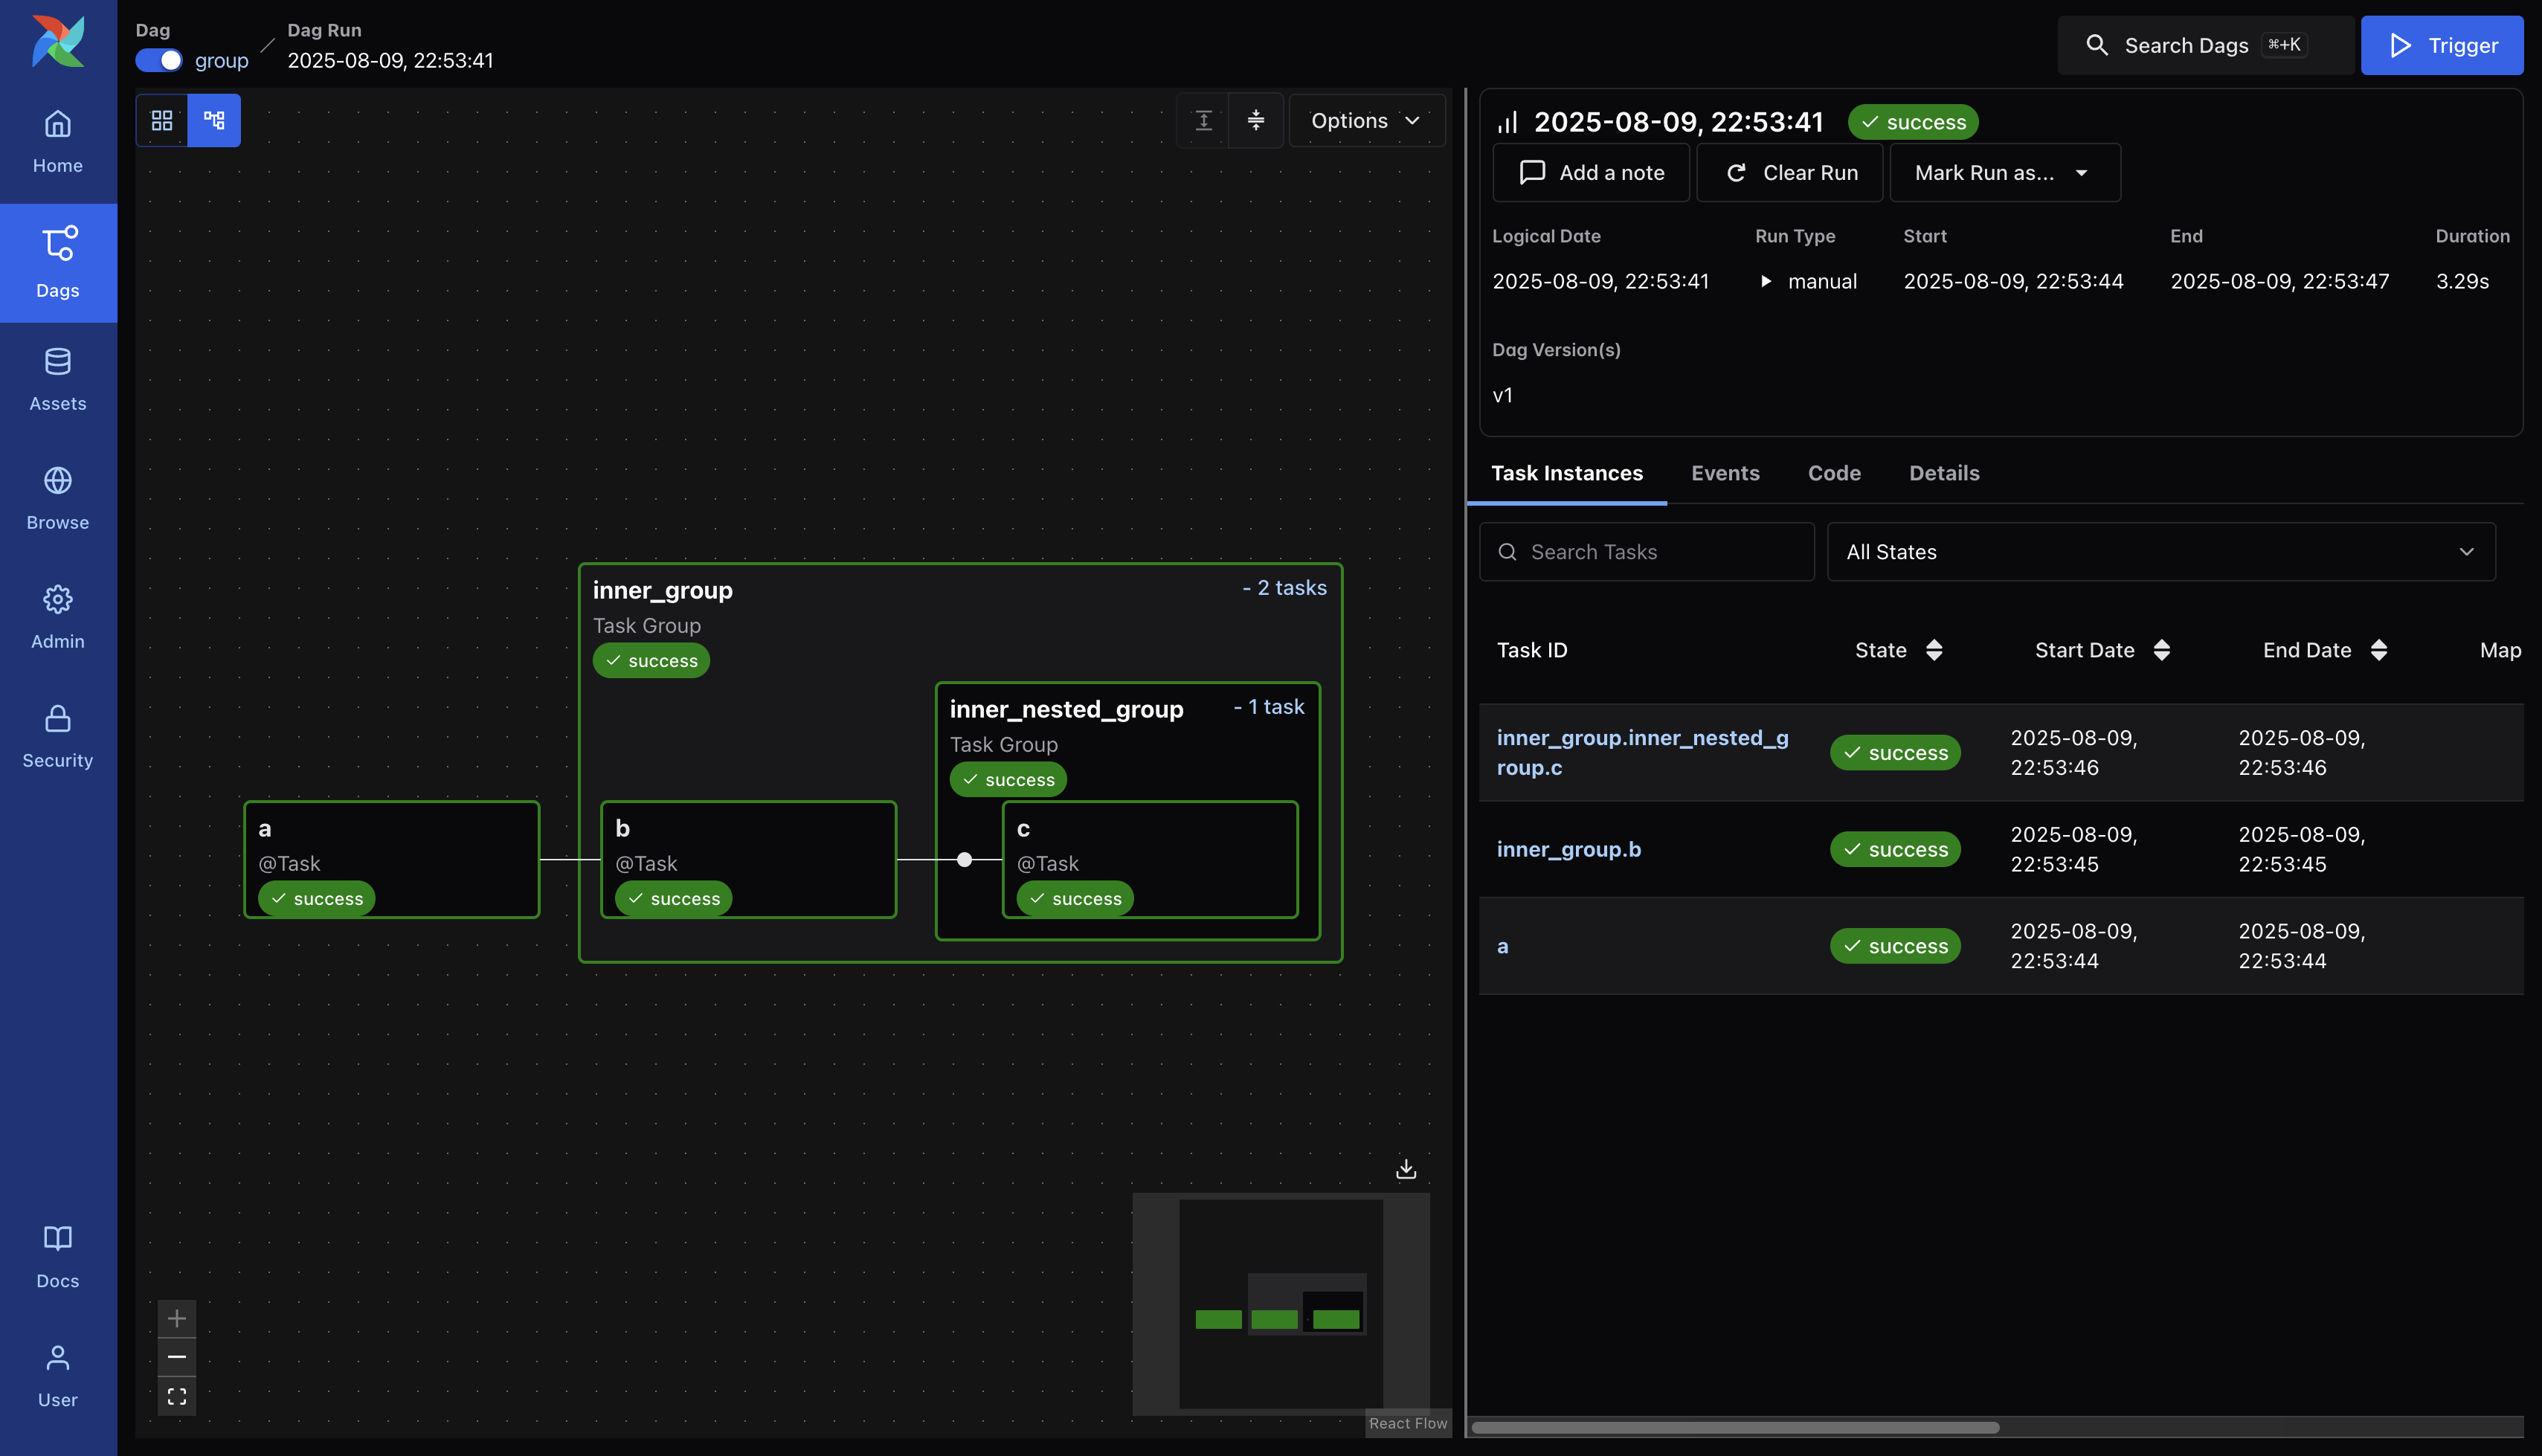 Home
Dags
Assets
Browse
Admin
Security
Docs
User
Dag
group
Dag Run
2025-08-09, 22:53:41
Search Dags ⌘+K
Trigger
Options
inner_group
- 2 tasks
Task Group
success
inner_nested_group
- 1 task
Task Group
success
a
@Task
success
b
@Task
success
c
@Task
success
React Flow
2025-08-09, 22:53:41 success
Add a note
Clear Run
Mark Run as...
Logical Date Run Type Start End Duration
2025-08-09, 22:53:41 manual 2025-08-09, 22:53:44 2025-08-09, 22:53:47 3.29s
Dag Version(s)
v1
Task Instances Events Code Details
Search Tasks
All States
Task ID State Start Date End Date Map
inner_group.inner_nested_g
roup.c
success
2025-08-09,
22:53:46
2025-08-09,
22:53:46
inner_group.b
success
2025-08-09,
22:53:45
2025-08-09,
22:53:45
a
success
2025-08-09,
22:53:44
2025-08-09,
22:53:44